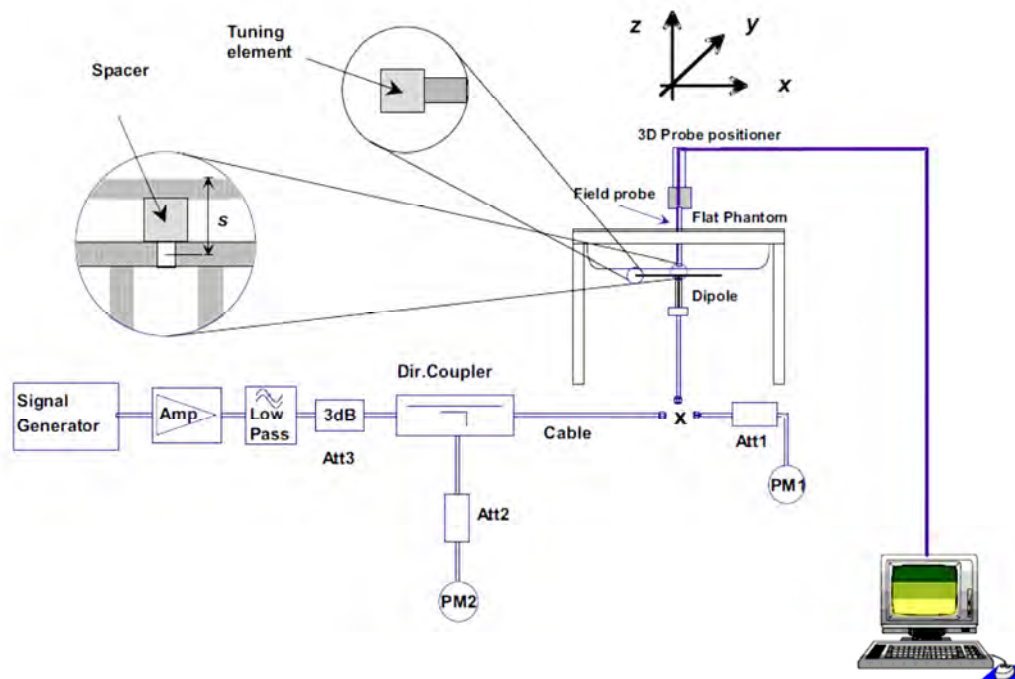 Tuning
element
Spacer
s
z
y
x
3D Probe positioner
Field probe
Flat Phantom
Dipole
Dir.Coupler
Signal
Generator
Amp
Low
Pass
3dB
Att3
Cable
x
Att1
PM1
Att2
PM2